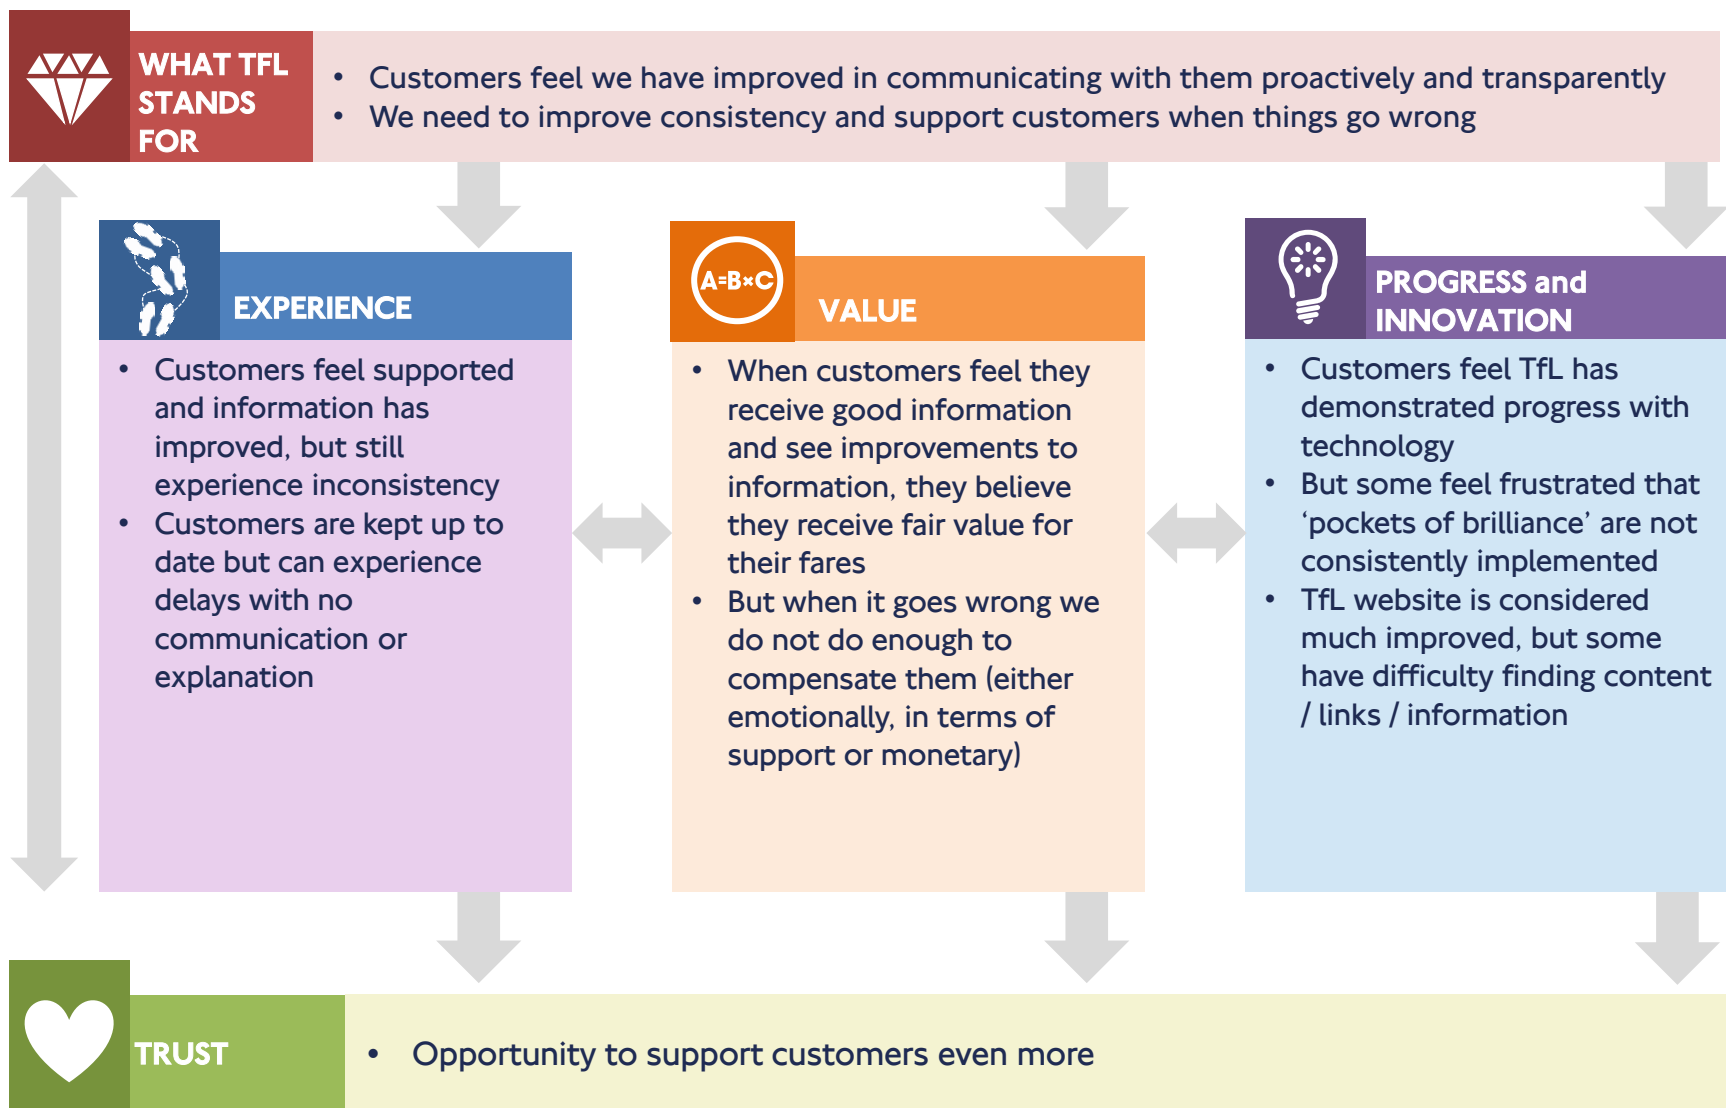 WHAT TFL
STANDS
FOR
• Customers feel we have improved in communicating with them proactively and transparently
• We need to improve consistency and support customers when things go wrong
EXPERIENCE
• Customers feel supported
and information has
improved, but still
experience inconsistency
• Customers are kept up to
date but can experience
delays with no
communication or
explanation
A=B×C
VALUE
• When customers feel they
receive good information
and see improvements to
information, they believe
they receive fair value for
their fares
• But when it goes wrong we
do not do enough to
compensate them (either
emotionally, in terms of
support or monetary)
PROGRESS and
INNOVATION
• Customers feel TfL has
demonstrated progress with
technology
• But some feel frustrated that
‘pockets of brilliance’ are not
consistently implemented
• TfL website is considered
much improved, but some
have difficulty finding content
/ links / information
TRUST
• Opportunity to support customers even more